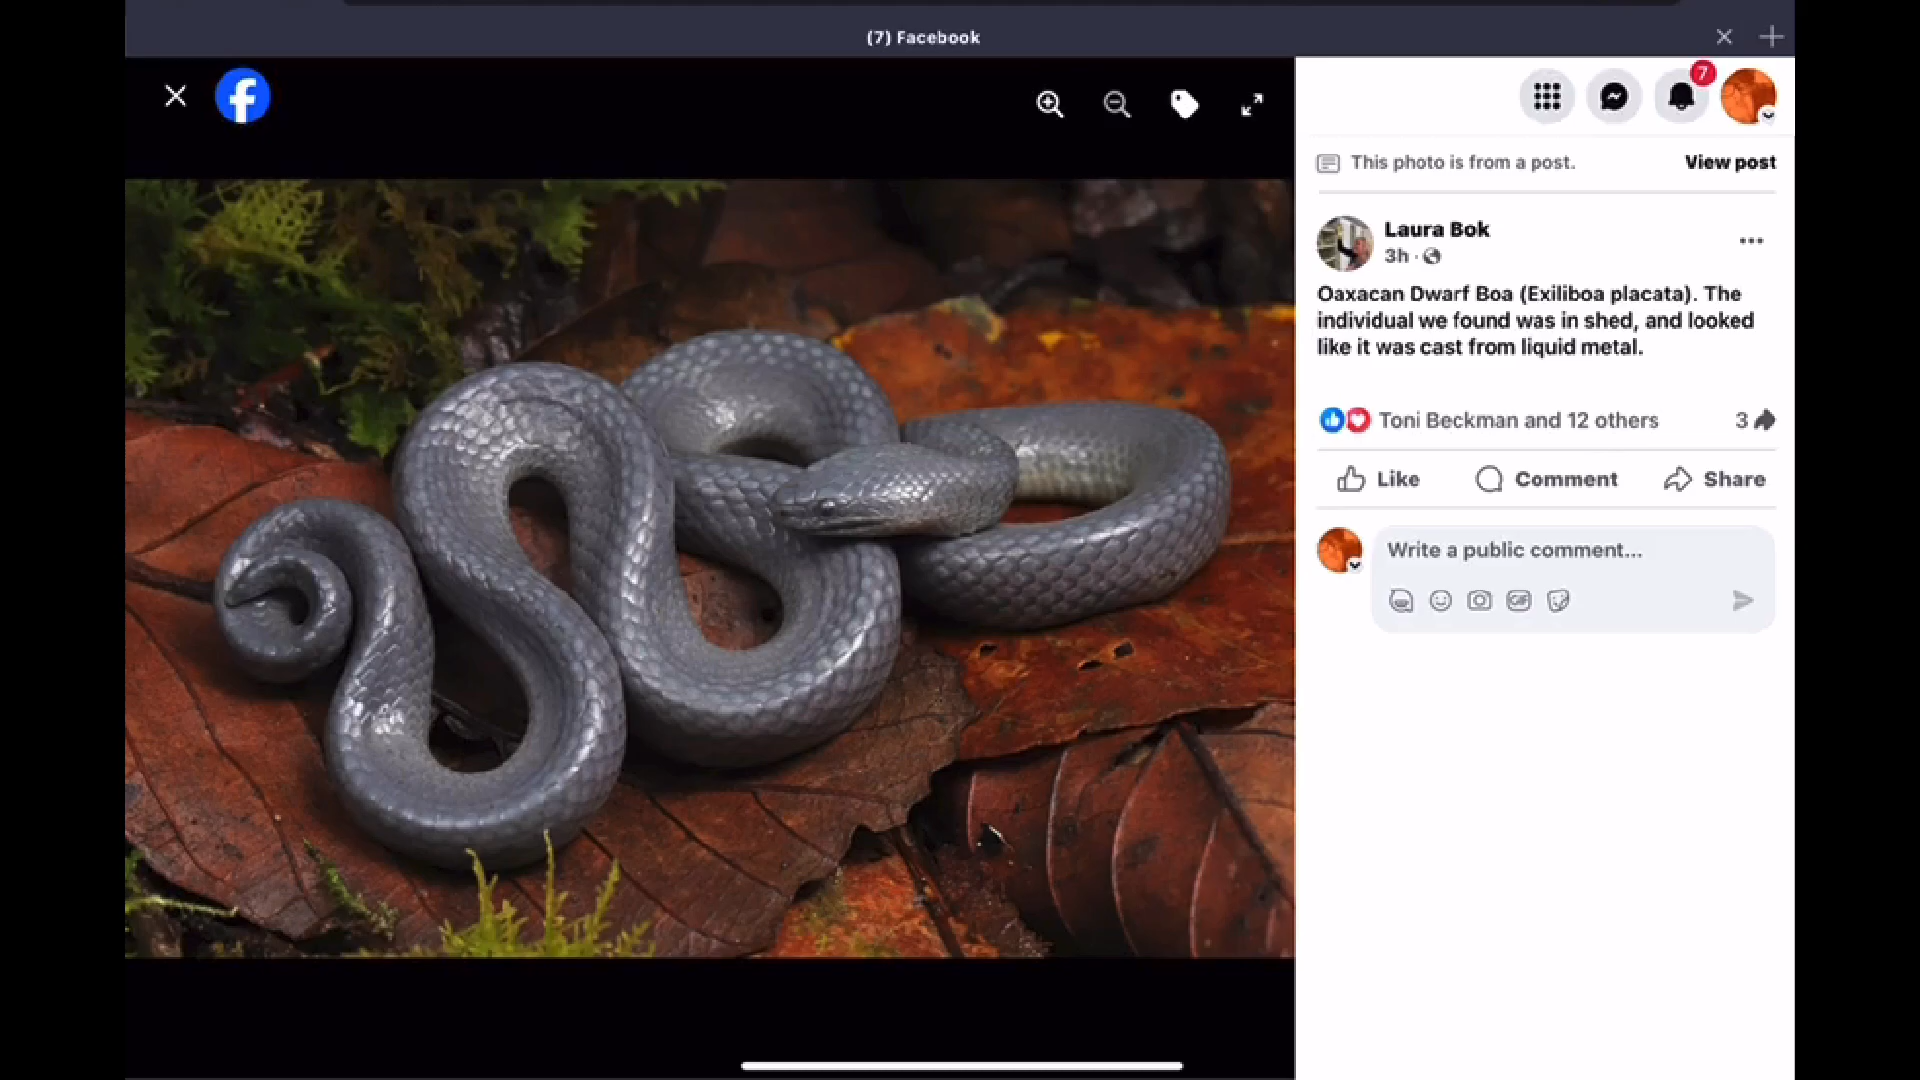 (7) Facebook
7
This photo is from a post.
View post
Laura Bok
3h ·
Oaxacan Dwarf Boa (Exiliboa placata). The
individual we found was in shed, and looked
like it was cast from liquid metal.
Toni Beckman and 12 others
3
Like
Comment
Share
Write a public comment...
GIF